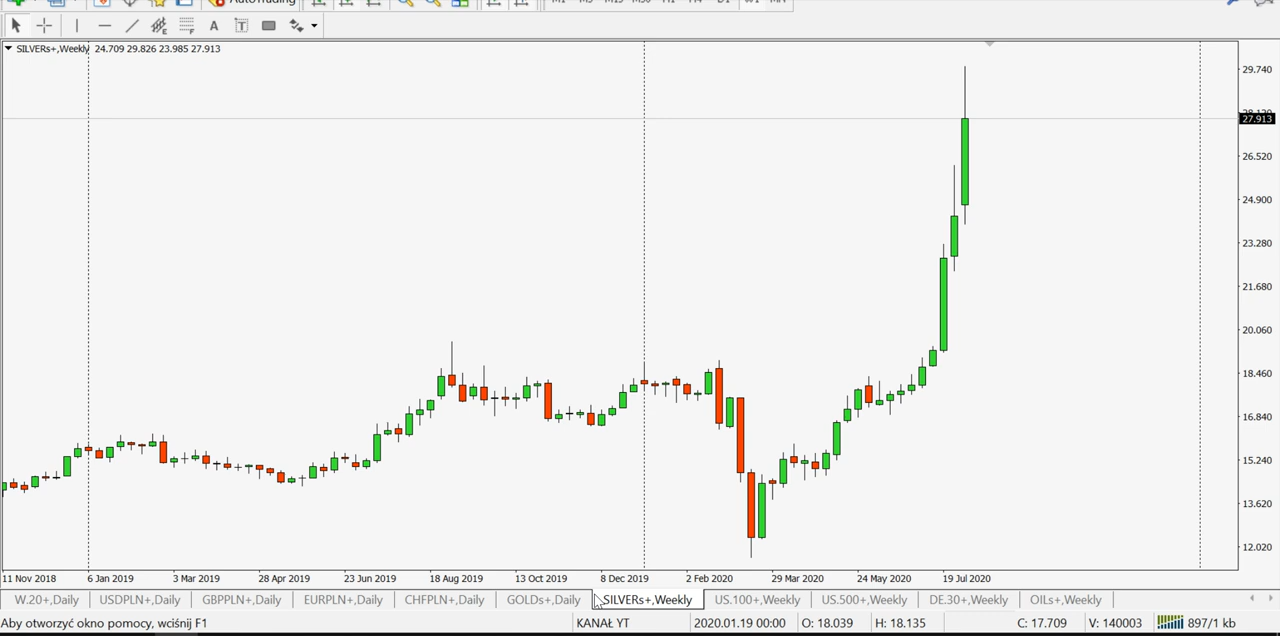 AutoTrading
M1 M5 M15 M30 H1 H4 D1 W1 MN
A T
SILVERs+,Weekly 24.709 29.826 23.985 27.913
29.740
27.913
26.520
24.900
23.280
21.680
20.060
18.460
16.840
15.240
13.620
12.020
11 Nov 2018 6 Jan 2019 3 Mar 2019 28 Apr 2019 23 Jun 2019 18 Aug 2019 13 Oct 2019 8 Dec 2019 2 Feb 2020 29 Mar 2020 24 May 2020 19 Jul 2020
W.20+,Daily USDPLN+,Daily GBPPLN+,Daily EURPLN+,Daily CHFPLN+,Daily GOLDs+,Daily SILVERs+,Weekly US.100+,Weekly US.500+,Weekly DE.30+,Weekly OILs+,Weekly
Aby otworzyć okno pomocy, wciśnij F1 KANAŁ YT 2020.01.19 00:00 O: 18.039 H: 18.135 C: 17.709 V: 140003 897/1 kb